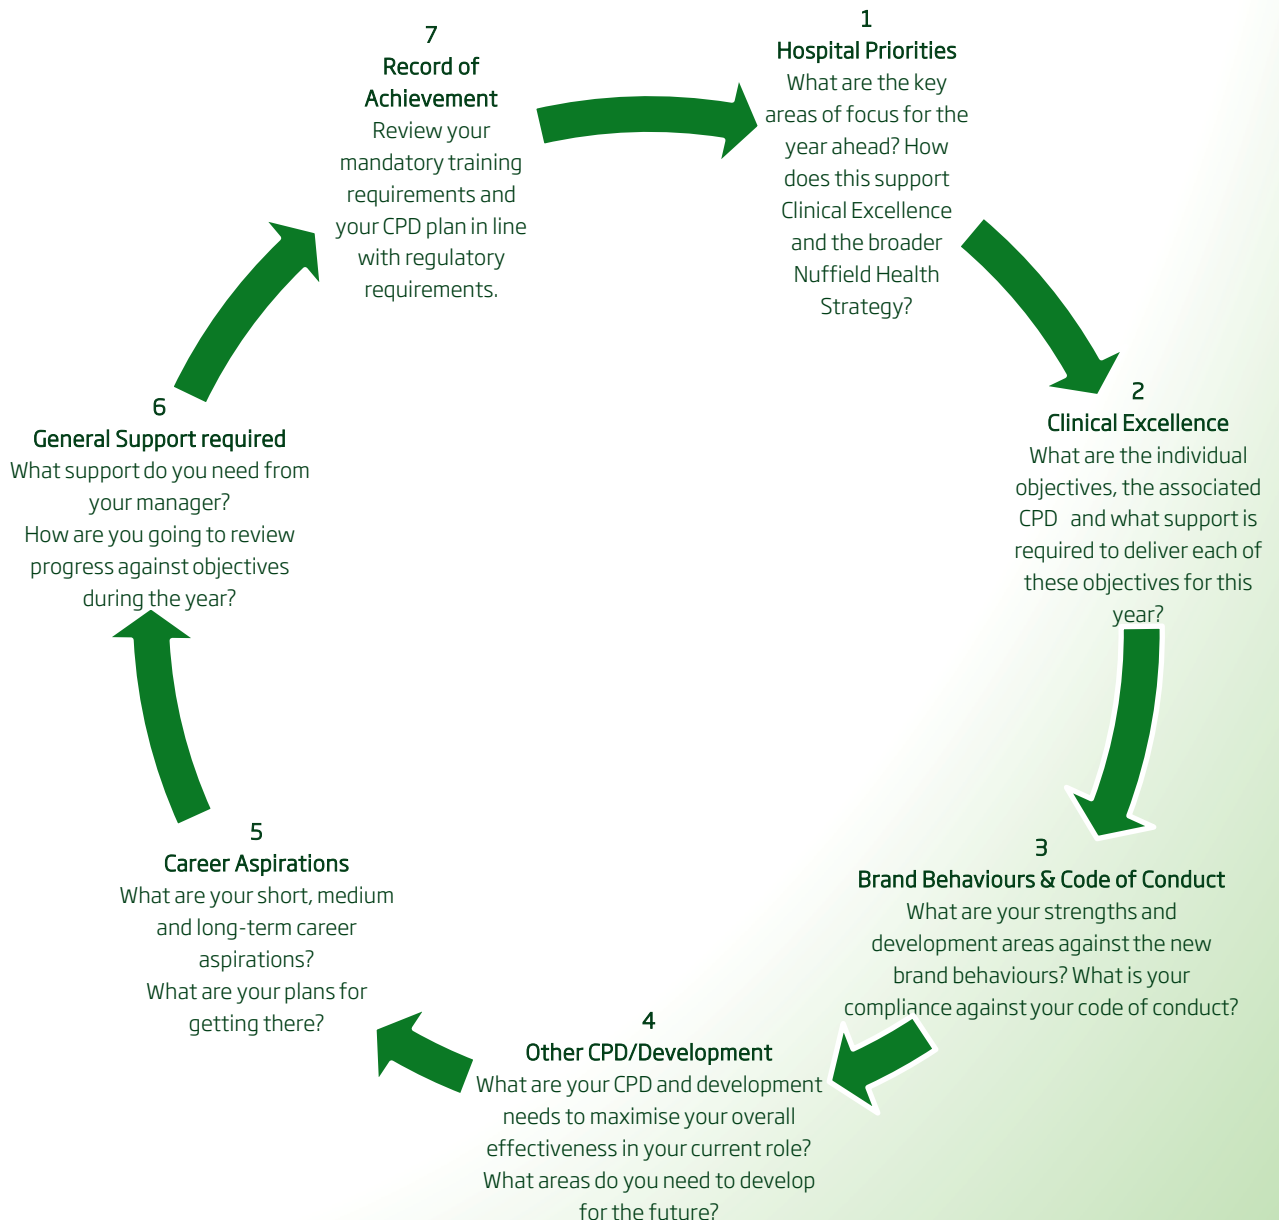 1
Hospital Priorities
What are the key
areas of focus for the
year ahead? How
does this support
Clinical Excellence
and the broader
Nuffield Health
Strategy?
2
Clinical Excellence
What are the individual
objectives, the associated
CPD and what support is
required to deliver each of
these objectives for this
year?
3
Brand Behaviours & Code of Conduct
What are your strengths and
development areas against the new
brand behaviours? What is your
compliance against your code of conduct?
4
Other CPD/Development
What are your CPD and development
needs to maximise your overall
effectiveness in your current role?
What areas do you need to develop
for the future?
5
Career Aspirations
What are your short, medium
and long-term career
aspirations?
What are your plans for
getting there?
6
General Support required
What support do you need from
your manager?
How are you going to review
progress against objectives
during the year?
7
Record of
Achievement
Review your
mandatory training
requirements and
your CPD plan in line
with regulatory
requirements.